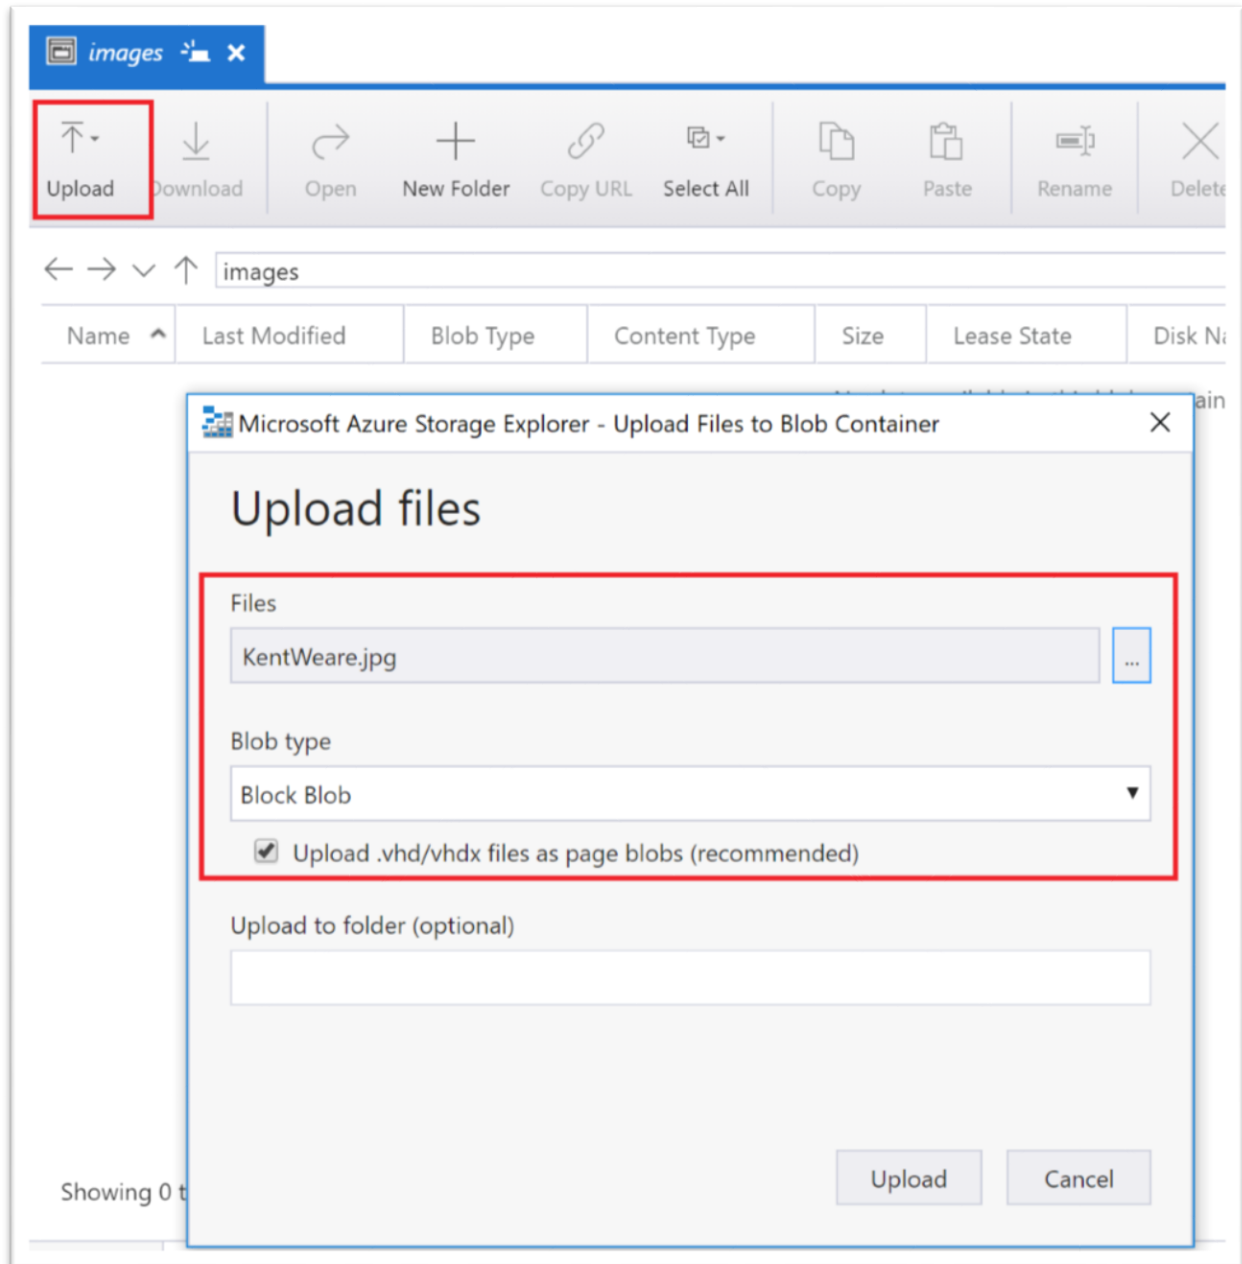 images
Upload Download Open New Folder Copy URL Select All Copy Paste Rename Delete
images
Name Last Modified Blob Type Content Type Size Lease State Disk
Microsoft Azure Storage Explorer - Upload Files to Blob Container
Upload files
Files
KentWeare.jpg
...
Blob type
Block Blob
Upload .vhd/vhdx files as page blobs (recommended)
Upload to folder (optional)
Upload Cancel
Showing 0